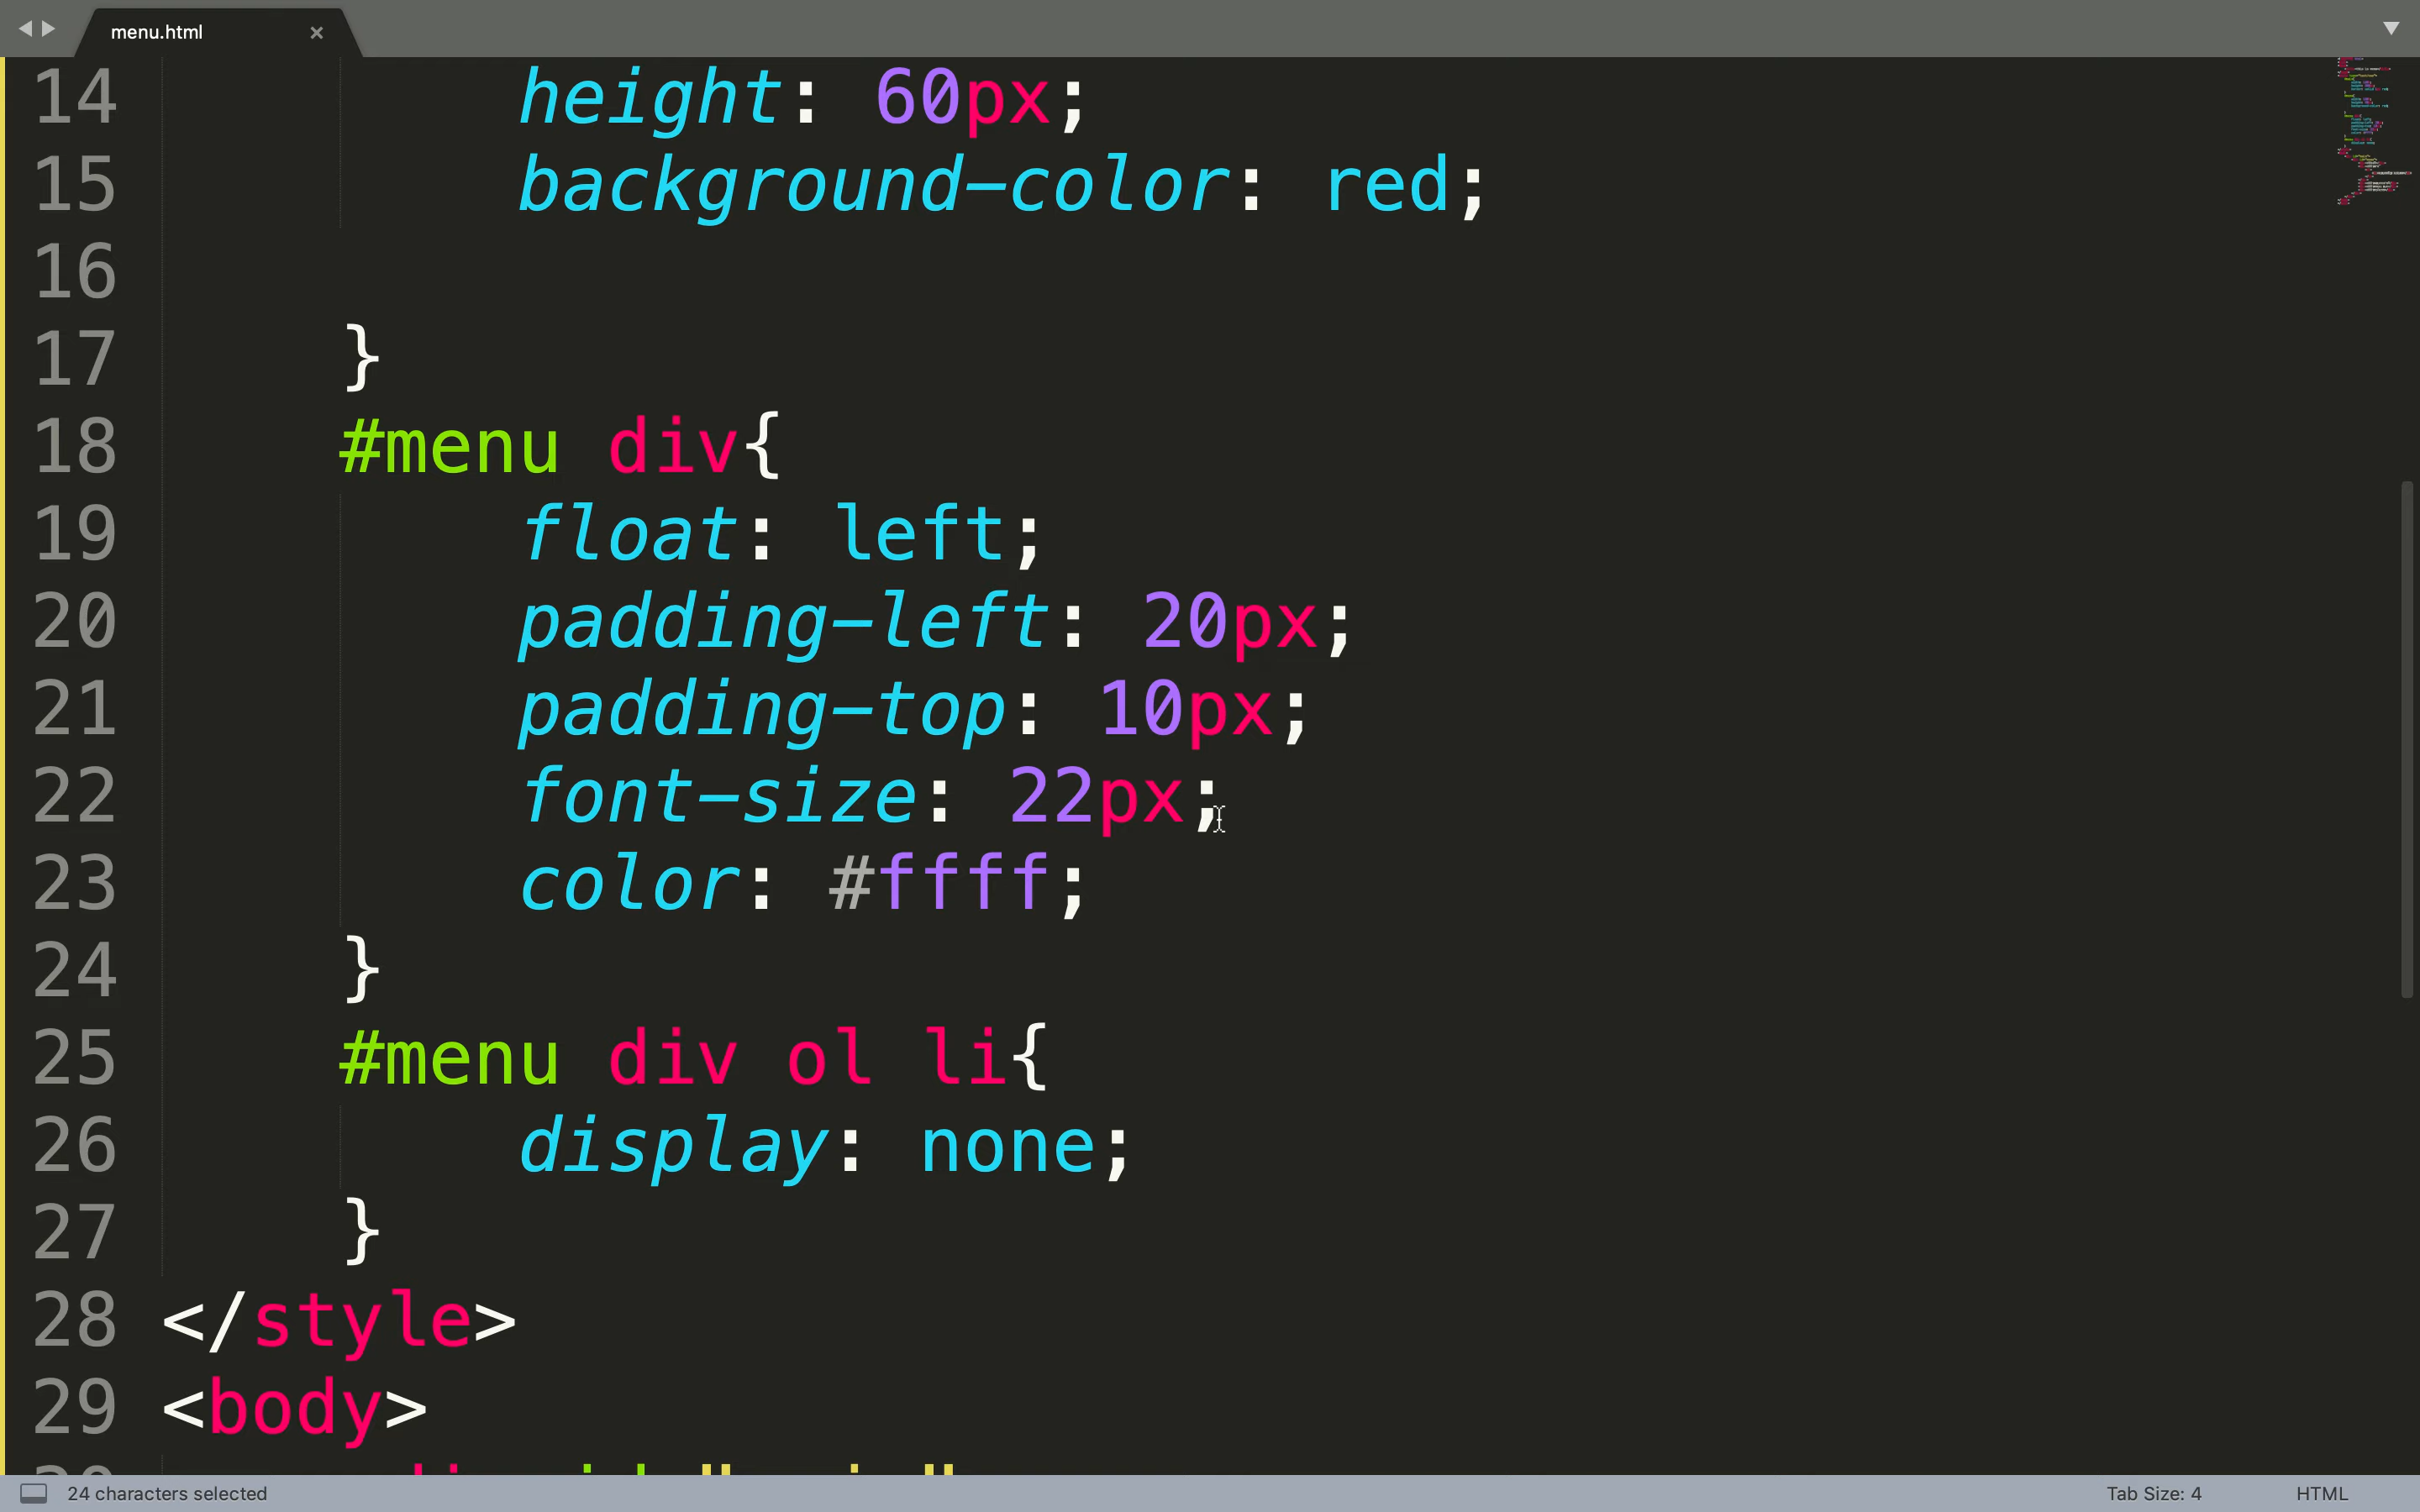 menu.html
14 height: 60px;
15 background-color: red;
16
17 }
18 #menu div{
19 float: left;
20 padding-left: 20px;
21 padding-top: 10px;
22 font-size: 22px;
23 color: #ffff;
24 }
25 #menu div ol li{
26 display: none;
27 }
28 </style>
29 <body>
24 characters selected
Tab Size: 4
HTML